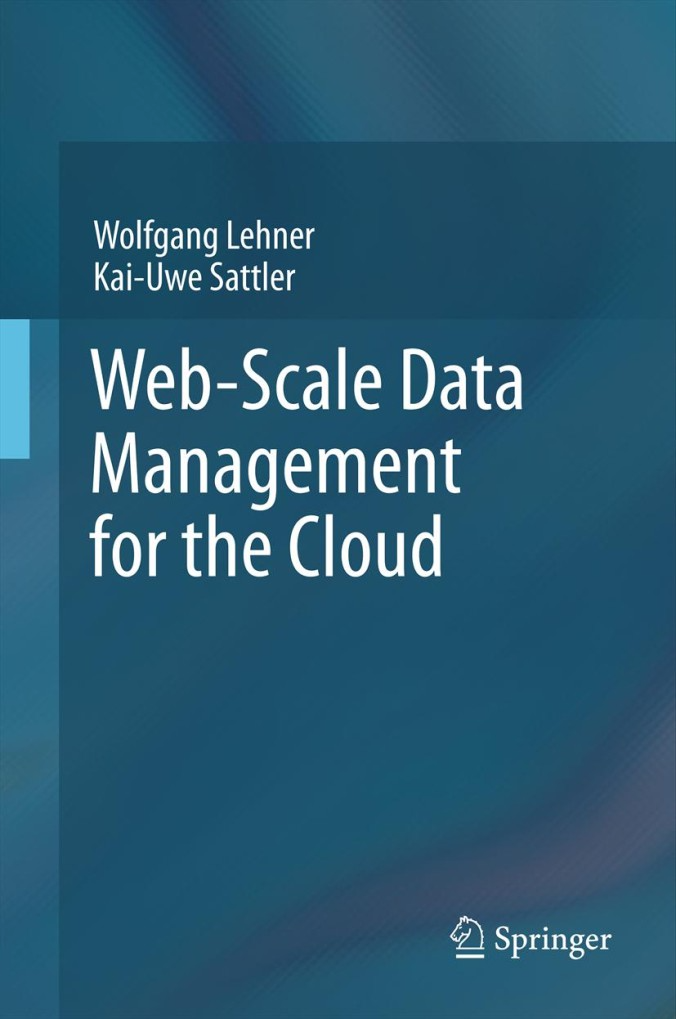 Wolfgang Lehner
Kai-Uwe Sattler
Web-Scale Data
Management
for the Cloud
Springer